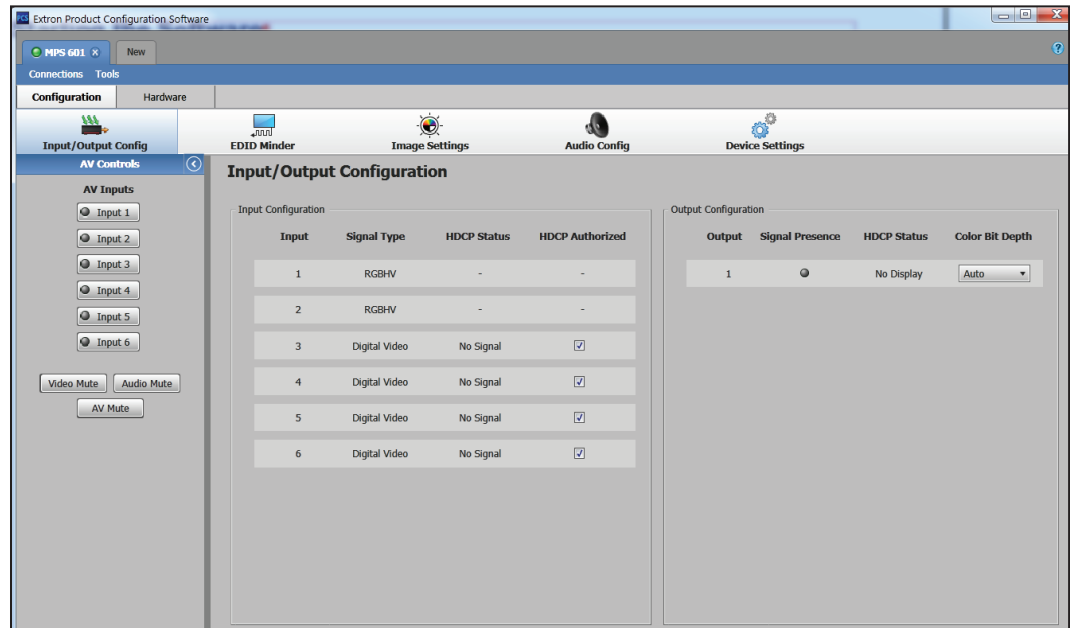 PCS Extron Product Configuration Software
MPS 601 New
Connections Tools
Configuration Hardware
Input/Output Config EDID Minder Image Settings Audio Config Device Settings
AV Controls
AV Inputs
Input 1
Input 2
Input 3
Input 4
Input 5
Input 6
Video Mute Audio Mute
AV Mute
Input/Output Configuration
Input Configuration
Input Signal Type HDCP Status HDCP Authorized
1 RGBHV - -
2 RGBHV - -
3 Digital Video No Signal
4 Digital Video No Signal
5 Digital Video No Signal
6 Digital Video No Signal
Output Configuration
Output Signal Presence HDCP Status Color Bit Depth
1 No Display Auto